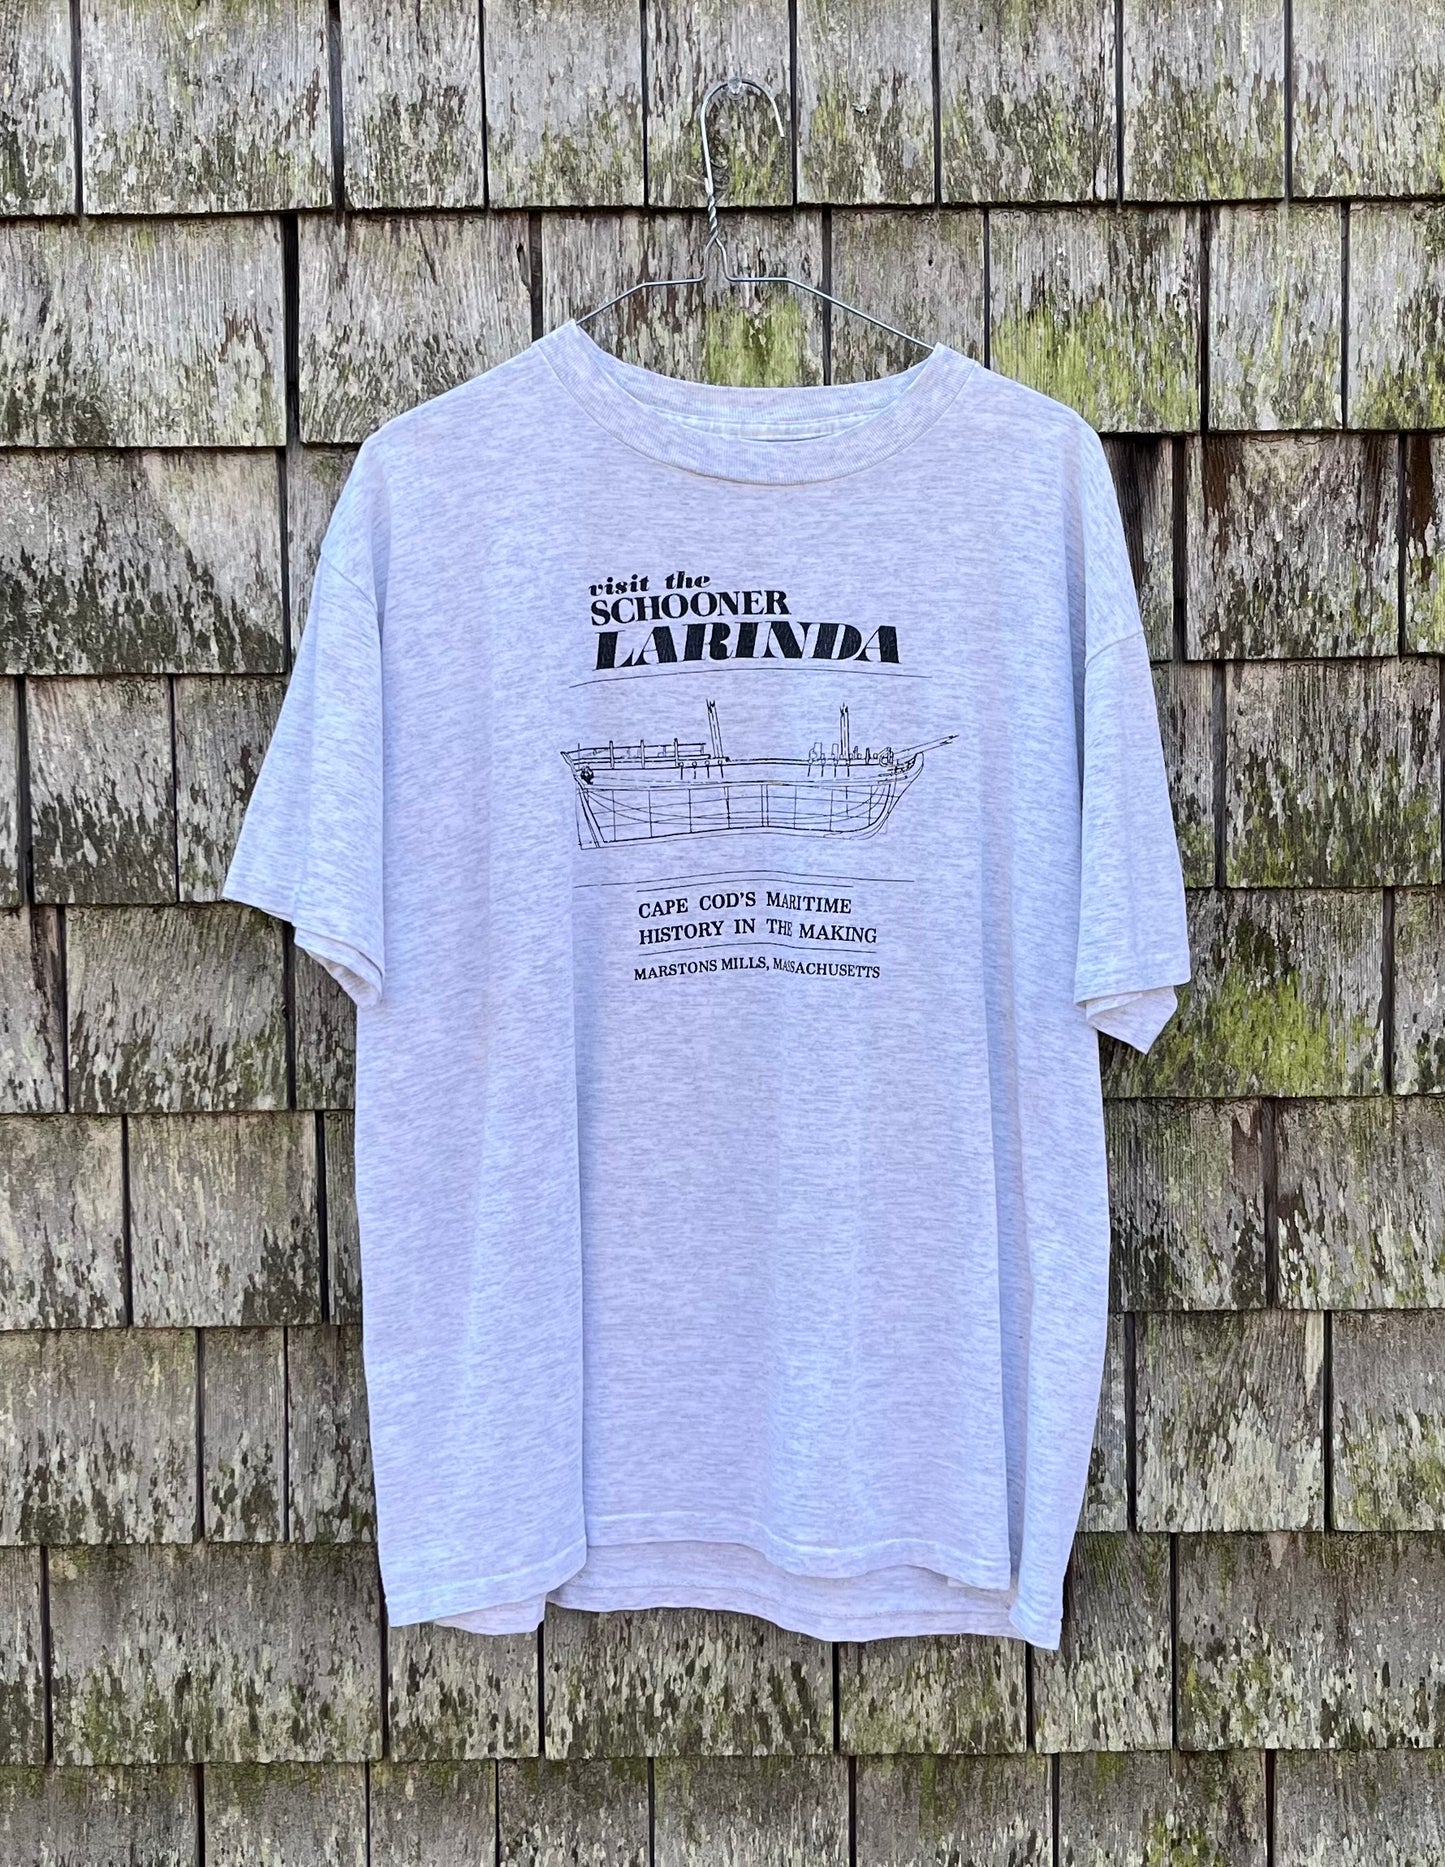 visit the
SCHOONER
LARINDA
CAPE COD'S MARITIME
HISTORY IN THE MAKING
MARSTONS MILLS, MASSACHUSETTS